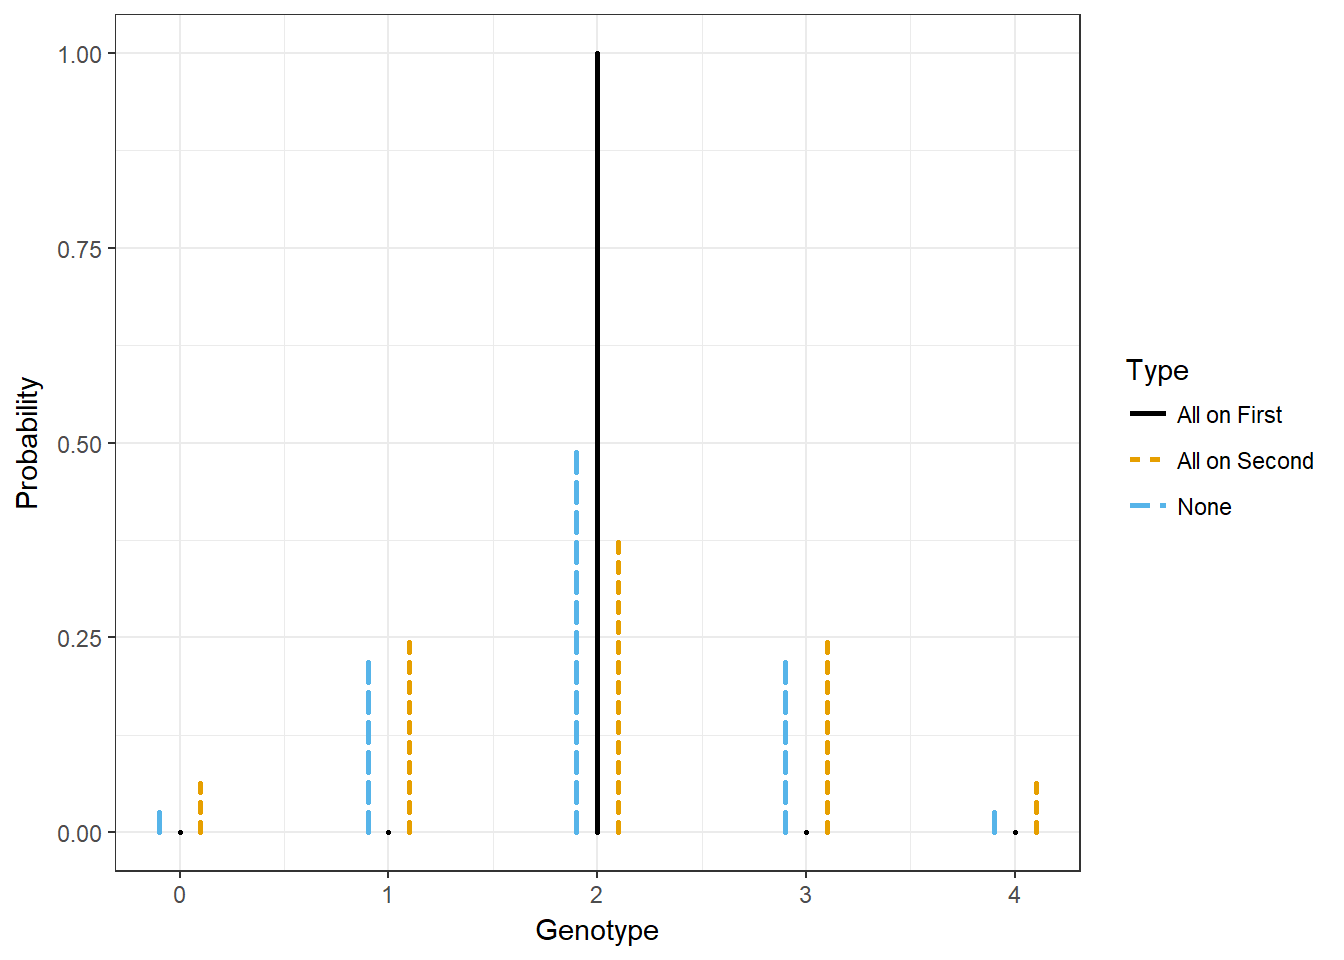 1.00
0.75
0.50
0.25
0.00
Probability
0
1
2
3
4
Genotype
Type
All on First
All on Second
None